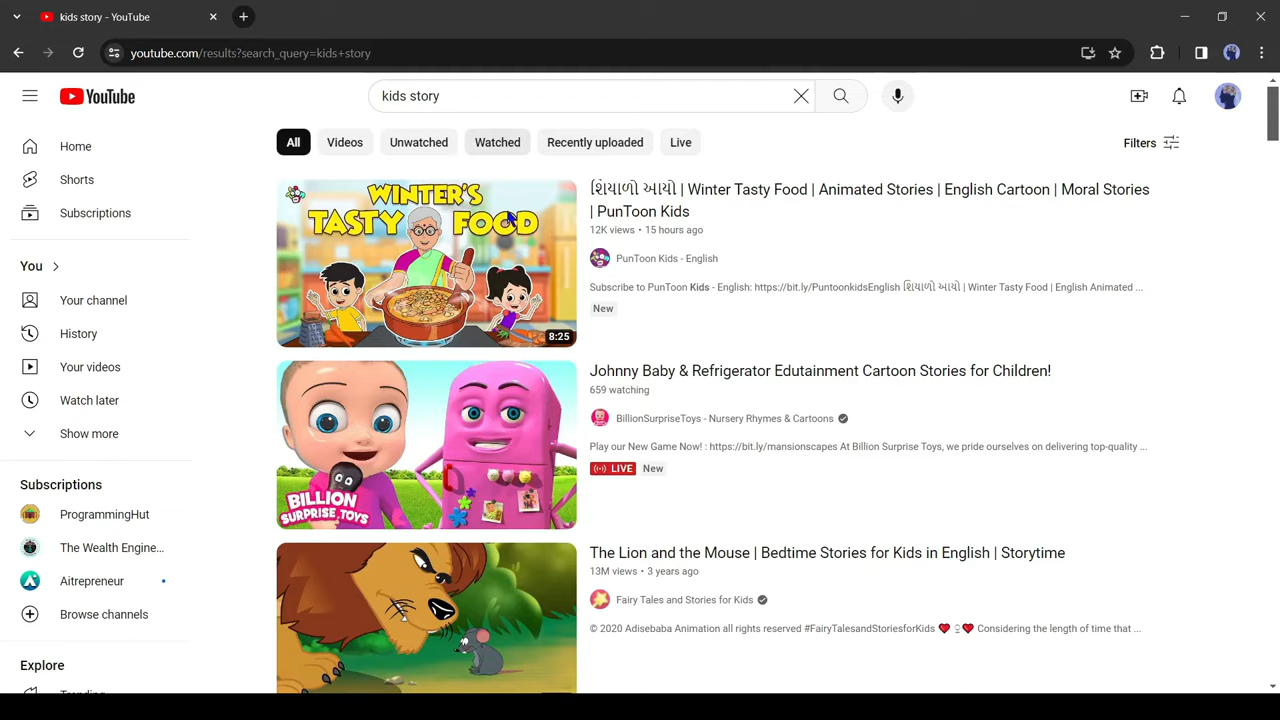 kids story - YouTube
youtube.com/results?search_query=kids+story
YouTube
kids story
All
Videos
Unwatched
Watched
Recently uploaded
Live
Filters
Home
Shorts
Subscriptions
You
Your channel
History
Your videos
Watch later
Show more
Subscriptions
ProgrammingHut
The Wealth Engine...
Aitrepreneur
Browse channels
Explore
WINTER'S
TASTY FOOD
8:25
શિયાળો આયો | Winter Tasty Food | Animated Stories | English Cartoon | Moral Stories
| PunToon Kids
12K views • 15 hours ago
PunToon Kids - English
Subscribe to PunToon Kids - English: https://bit.ly/PuntoonkidsEnglish શિયાળો આયો | Winter Tasty Food | English Animated ...
New
BILLION
SURPRISE TOYS
Johnny Baby & Refrigerator Edutainment Cartoon Stories for Children!
659 watching
BillionSurpriseToys - Nursery Rhymes & Cartoons
Play our New Game Now! : https://bit.ly/mansionscapes At Billion Surprise Toys, we pride ourselves on delivering top-quality ...
LIVE New
The Lion and the Mouse | Bedtime Stories for Kids in English | Storytime
13M views • 3 years ago
Fairy Tales and Stories for Kids
© 2020 Adisebaba Animation all rights reserved #FairyTalesandStoriesforKids ❤️ ♀️❤️ Considering the length of time that ...